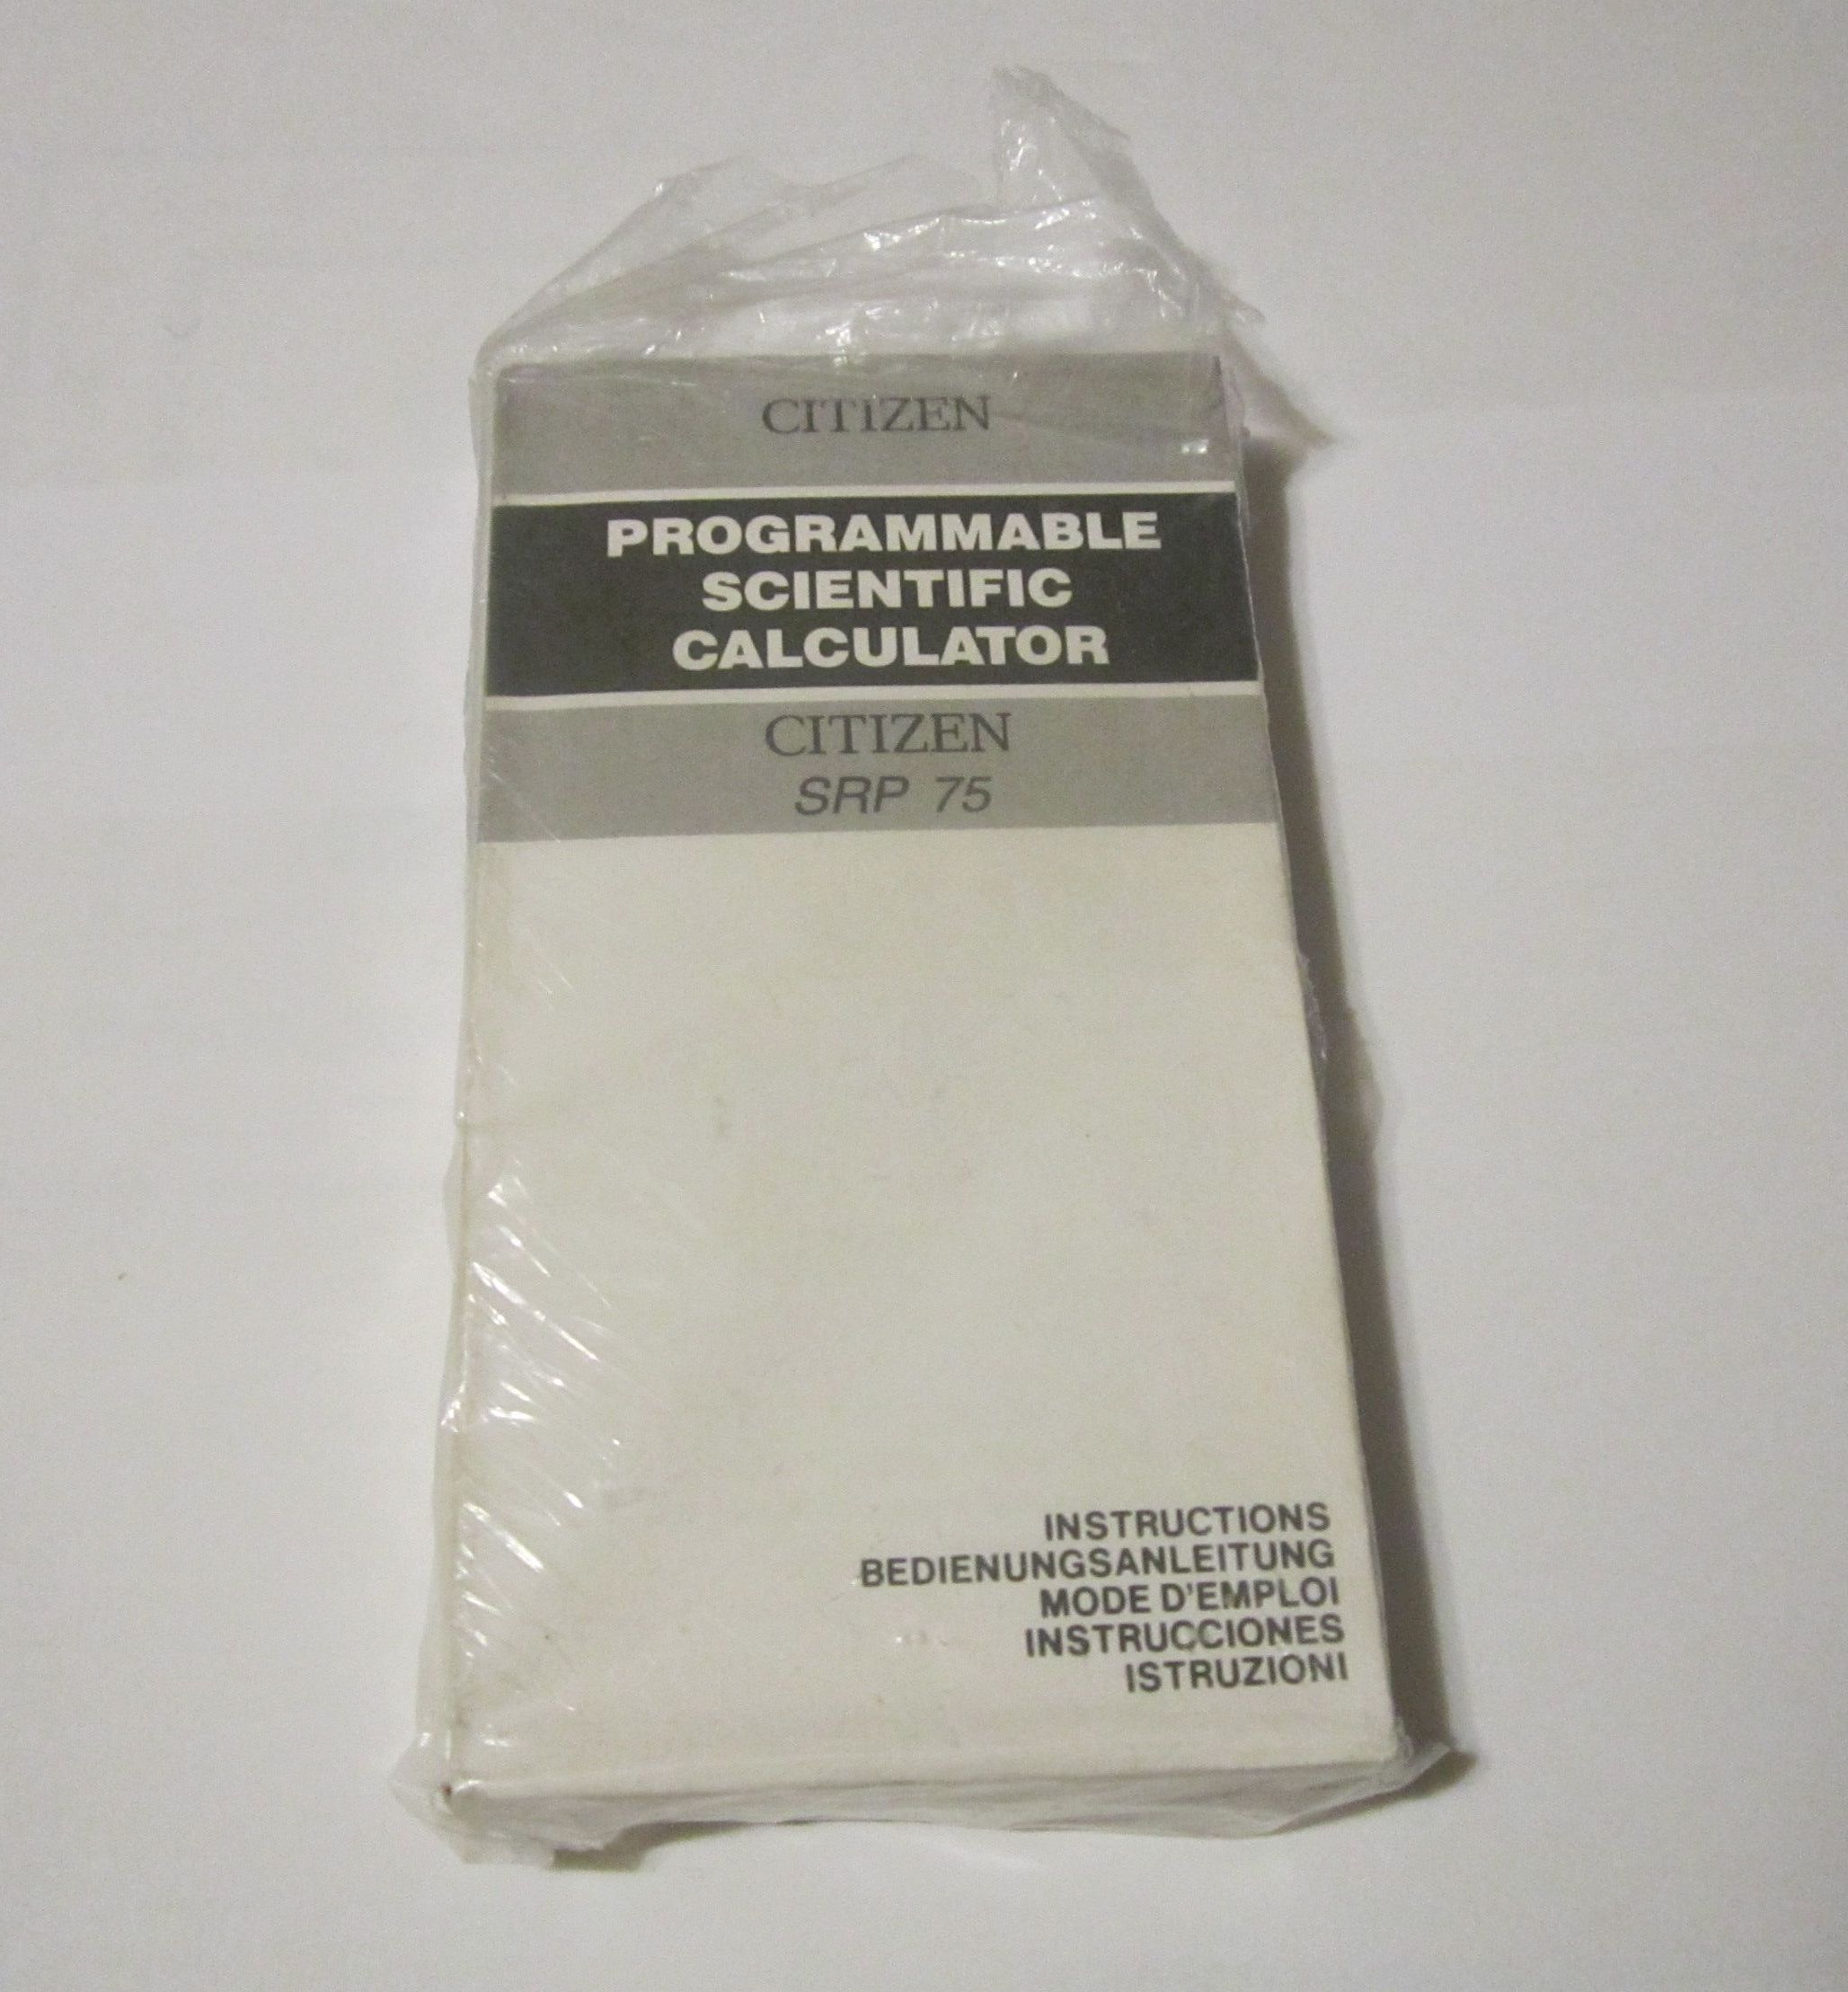 CITIZEN
PROGRAMMABLE
SCIENTIFIC
CALCULATOR
CITIZEN
SRP 75
INSTRUCTIONS
BEDIENUNGSANLEITUNG
MODE D'EMPLOI
INSTRUCCIONES
ISTRUZIONI